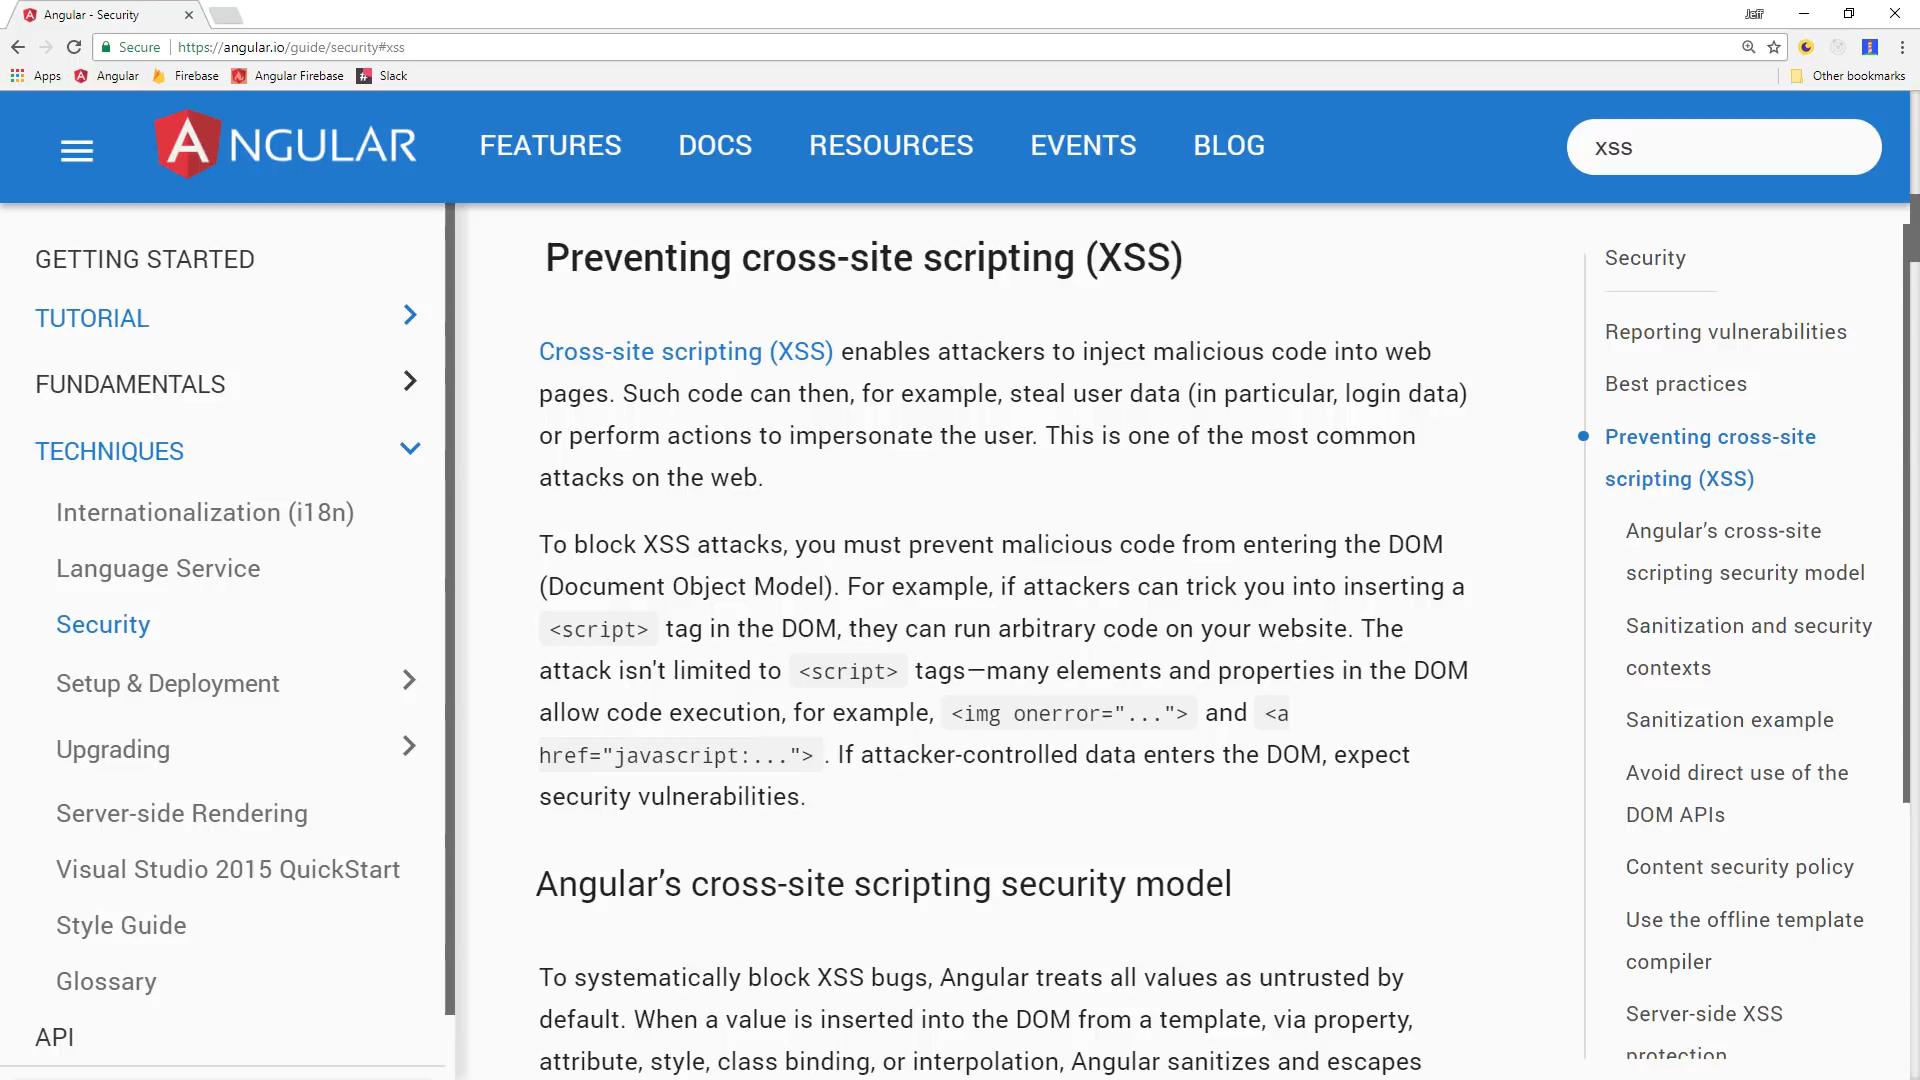 Angular - Security
Jeff
Secure https://angular.io/guide/security#xss
Apps Angular Firebase Angular Firebase Slack Other bookmarks
ANGULAR FEATURES DOCS RESOURCES EVENTS BLOG xss
GETTING STARTED
TUTORIAL
FUNDAMENTALS
TECHNIQUES
Internationalization (i18n)
Language Service
Security
Setup & Deployment
Upgrading
Server-side Rendering
Visual Studio 2015 QuickStart
Style Guide
Glossary
API
Preventing cross-site scripting (XSS)
Cross-site scripting (XSS) enables attackers to inject malicious code into web
pages. Such code can then, for example, steal user data (in particular, login data)
or perform actions to impersonate the user. This is one of the most common
attacks on the web.
To block XSS attacks, you must prevent malicious code from entering the DOM
(Document Object Model). For example, if attackers can trick you into inserting a
<script> tag in the DOM, they can run arbitrary code on your website. The
attack isn't limited to <script> tags—many elements and properties in the DOM
allow code execution, for example, <img onerror="..."> and <a
href="javascript:..."> . If attacker-controlled data enters the DOM, expect
security vulnerabilities.
Angular’s cross-site scripting security model
To systematically block XSS bugs, Angular treats all values as untrusted by
default. When a value is inserted into the DOM from a template, via property,
attribute, style, class binding, or interpolation, Angular sanitizes and escapes
Security
Reporting vulnerabilities
Best practices
Preventing cross-site
scripting (XSS)
Angular’s cross-site
scripting security model
Sanitization and security
contexts
Sanitization example
Avoid direct use of the
DOM APIs
Content security policy
Use the offline template
compiler
Server-side XSS
protection